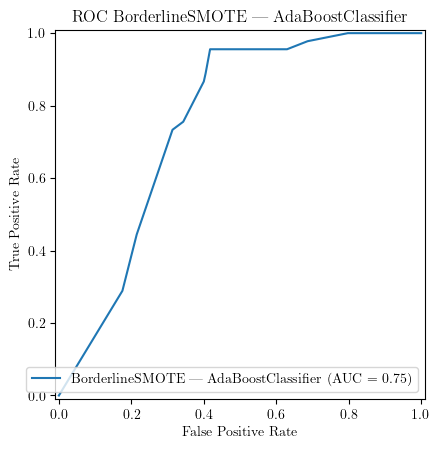 ROC BorderlineSMOTE — AdaBoostClassifier
1.0
0.8
0.6
0.4
0.2
0.0
True Positive Rate
BorderlineSMOTE — AdaBoostClassifier (AUC = 0.75)
0.0 0.2 0.4 0.6 0.8 1.0
False Positive Rate